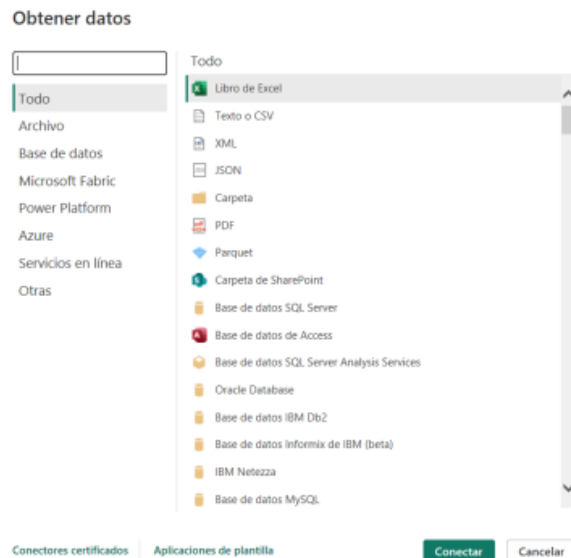 Obtener datos
Todo
Archivo
Base de datos
Microsoft Fabric
Power Platform
Azure
Servicios en línea
Otras
Todo
Libro de Excel
Texto o CSV
XML
JSON
Carpeta
PDF
Parquet
Carpeta de SharePoint
Base de datos SQL Server
Base de datos de Access
Base de datos SQL Server Analysis Services
Oracle Database
Base de datos IBM Db2
Base de datos Informix de IBM (beta)
IBM Netezza
Base de datos MySQL
Conectores certificados
Aplicaciones de plantilla
Conectar
Cancelar